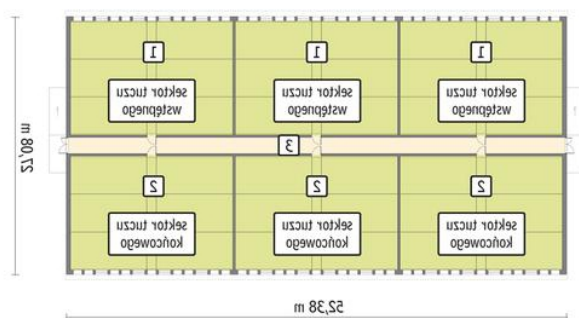 1
1
1
sektor tuczu
wstępnego
sektor tuczu
wstępnego
sektor tuczu
wstępnego
3
27,08 m
2
2
2
sektor tuczu
końcowego
sektor tuczu
końcowego
sektor tuczu
końcowego
52,38 m